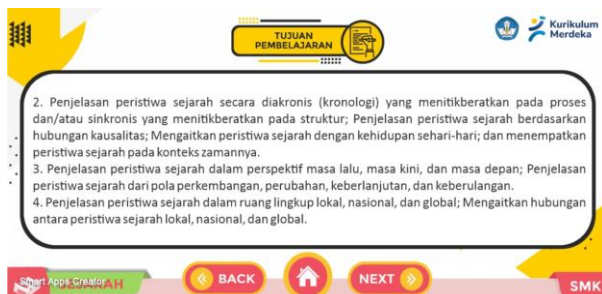 TUJUAN
PEMBELAJARAN
Kurikulum
Merdeka
2. Penjelasan peristiwa sejarah secara diakronis (kronologi) yang menitikberatkan pada proses
dan/atau sinkronis yang menitikberatkan pada struktur; Penjelasan peristiwa sejarah berdasarkan
hubungan kausalitas; Mengaitkan peristiwa sejarah dengan kehidupan sehari-hari; dan menempatkan
peristiwa sejarah pada konteks zamannya.
3. Penjelasan peristiwa sejarah dalam perspektif masa lalu, masa kini, dan masa depan; Penjelasan
peristiwa sejarah dari pola perkembangan, perubahan, keberlanjutan, dan keberulangan.
4. Penjelasan peristiwa sejarah dalam ruang lingkup lokal, nasional, dan global; Mengaitkan hubungan
antara peristiwa sejarah lokal, nasional, dan global.
Smart Apps Creator
SEJARAH
BACK
NEXT
SMK